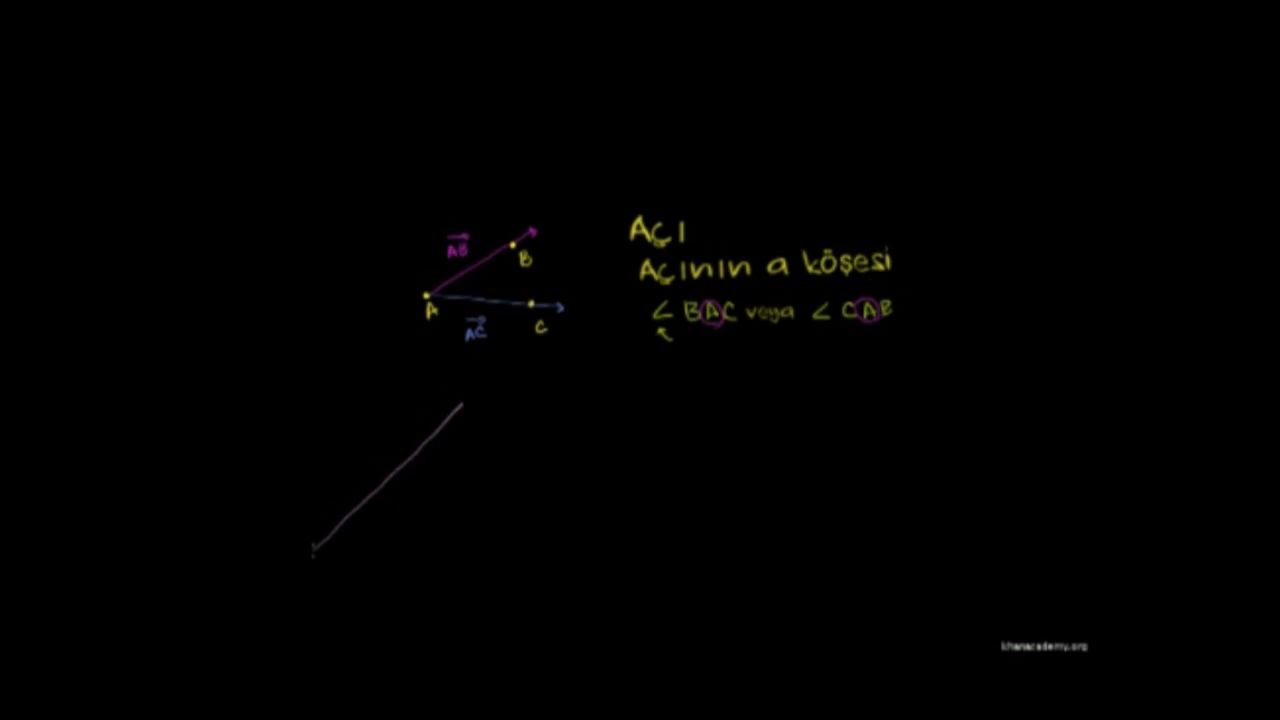 Açı
Açının a köşesi
∠ BAC veya ∠ CAB
AB
B
A
AC
C
khanacademy.org